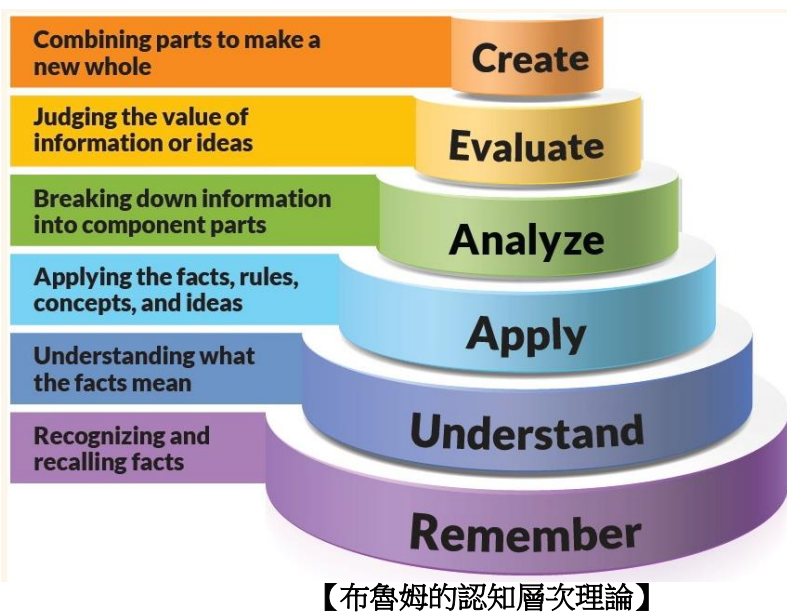 Combining parts to make a
new whole
Create
Judging the value of
information or ideas
Evaluate
Breaking down information
into component parts
Analyze
Applying the facts, rules,
concepts, and ideas
Apply
Understanding what
the facts mean
Understand
Recognizing and
recalling facts
Remember
【布魯姆的認知層次理論】